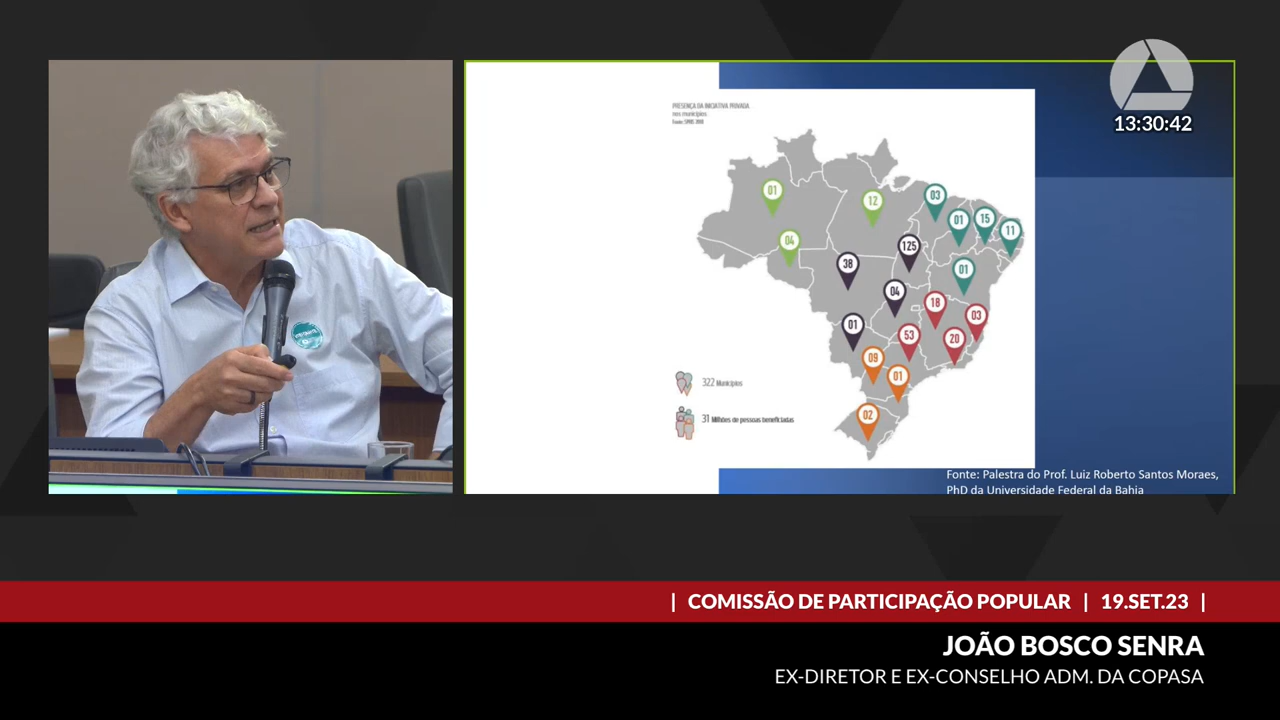 13:30:42
PRESENÇA DA INICIATIVA PRIVADA
nos municípios
01
12
03
01
15
11
04
125
38
01
04
18
03
01
53
20
09
01
02
322 Municípios
31 Milhões de pessoas beneficiadas
Fonte: Palestra do Prof. Luiz Roberto Santos Moraes,
PhD da Universidade Federal da Bahia
| COMISSÃO DE PARTICIPAÇÃO POPULAR | 19.SET.23 |
JOÃO BOSCO SENRA
EX-DIRETOR E EX-CONSELHO ADM. DA COPASA